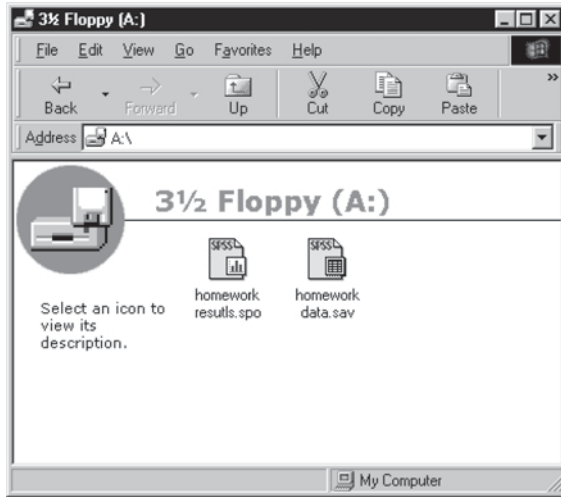 3½ Floppy (A:)
File Edit View Go Favorites Help
Back Forward Up Cut Copy Paste »
Address A:\
3½ Floppy (A:)
SPSS SPSS
homework resutls.spo
homework data.sav
Select an icon to
view its
description.
My Computer